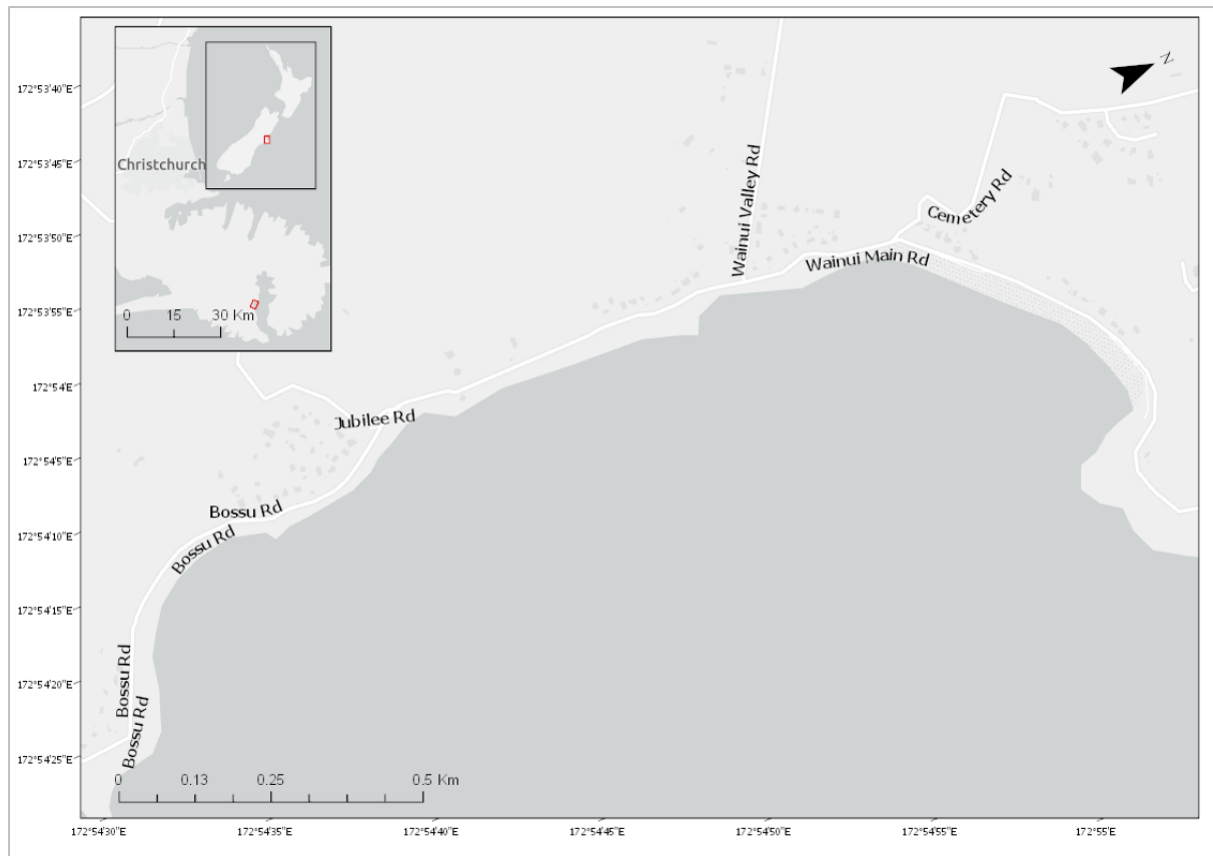 N
172°53'40"E
172°53'45"E
172°53'50"E
172°53'55"E
172°54'E
172°54'5"E
172°54'10"E
172°54'15"E
172°54'20"E
172°54'25"E
Christchurch
0 15 30 Km
Wainui Valley Rd
Cemetery Rd
Wainui Main Rd
Jubilee Rd
Bossu Rd
Bossu Rd
Bossu Rd
Bossu Rd
0 0.13 0.25 0.5 Km
172°54'30"E 172°54'35"E 172°54'40"E 172°54'45"E 172°54'50"E 172°54'55"E 172°55'E